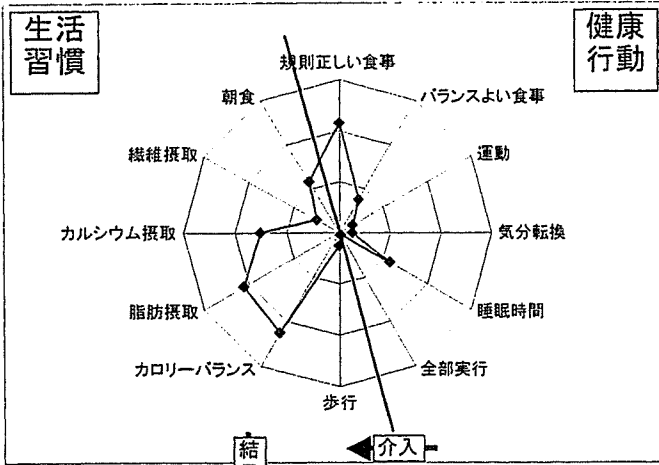 生活
習慣
健康
行動
規則正しい食事
朝食
バランスよい食事
繊維摂取
運動
カルシウム摂取
気分転換
脂肪摂取
睡眠時間
カロリーバランス
全部実行
歩行
結
介入